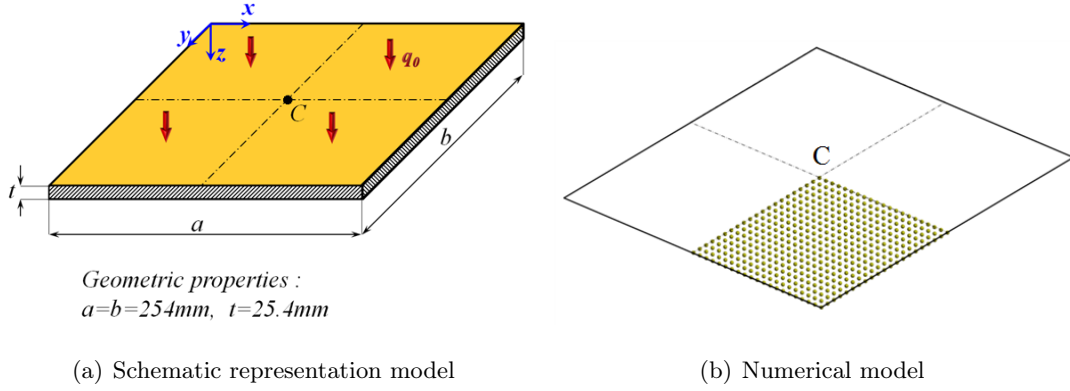 x
y
z
q₀
C
b
t
a
Geometric properties :
a=b=254mm, t=25.4mm
(a) Schematic representation model
C
(b) Numerical model